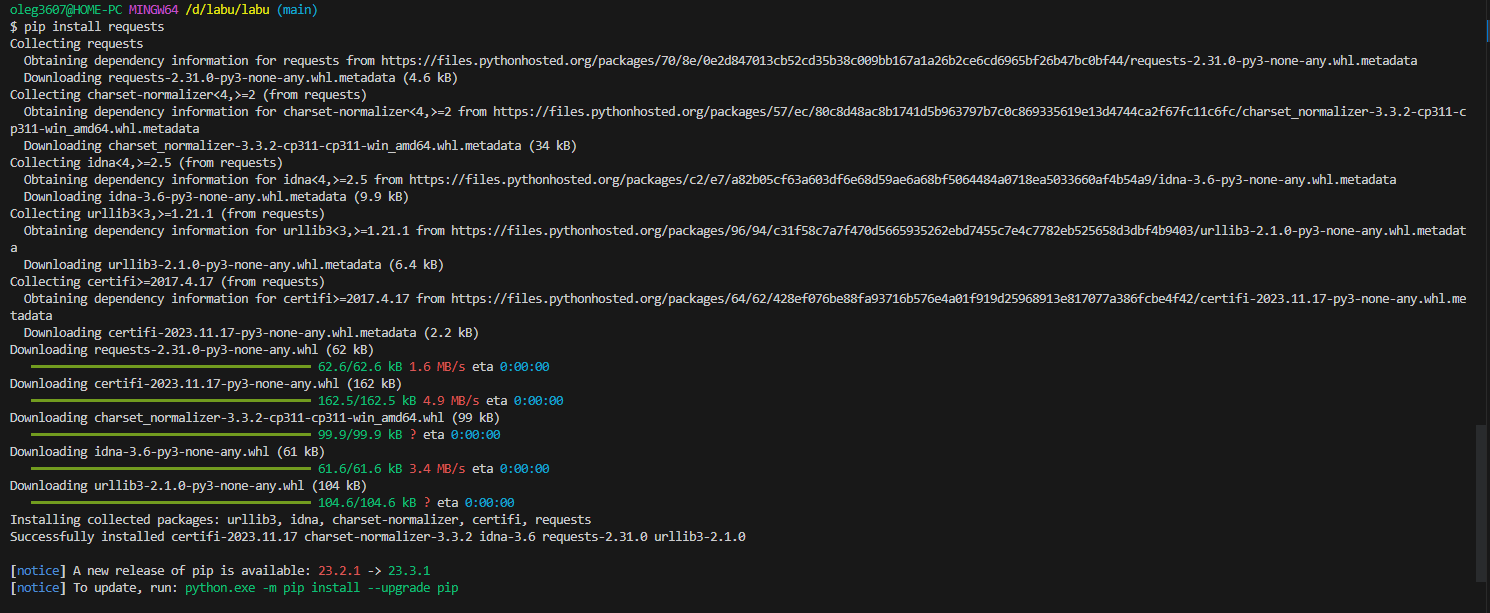 oleg3607@HOME-PC MINGW64 /d/labu/labu (main)
$ pip install requests
Collecting requests
  Obtaining dependency information for requests from https://files.pythonhosted.org/packages/70/8e/0e2d847013cb52cd35b38c009bb167a1a26b2ce6cd6965bf26b47bc0bf44/requests-2.31.0-py3-none-any.whl.metadata
  Downloading requests-2.31.0-py3-none-any.whl.metadata (4.6 kB)
Collecting charset-normalizer<4,>=2 (from requests)
  Obtaining dependency information for charset-normalizer<4,>=2 from https://files.pythonhosted.org/packages/57/ec/80c8d48ac8b1741d5b963797b7c0c869335619e13d4744ca2f67fc11c6fc/charset_normalizer-3.3.2-cp311-c
p311-win_amd64.whl.metadata
  Downloading charset_normalizer-3.3.2-cp311-cp311-win_amd64.whl.metadata (34 kB)
Collecting idna<4,>=2.5 (from requests)
  Obtaining dependency information for idna<4,>=2.5 from https://files.pythonhosted.org/packages/c2/e7/a82b05cf63a603df6e68d59ae6a68bf5064484a0718ea5033660af4b54a9/idna-3.6-py3-none-any.whl.metadata
  Downloading idna-3.6-py3-none-any.whl.metadata (9.9 kB)
Collecting urllib3<3,>=1.21.1 (from requests)
  Obtaining dependency information for urllib3<3,>=1.21.1 from https://files.pythonhosted.org/packages/96/94/c31f58c7a7f470d5665935262ebd7455c7e4c7782eb525658d3dbf4b9403/urllib3-2.1.0-py3-none-any.whl.metadat
a
  Downloading urllib3-2.1.0-py3-none-any.whl.metadata (6.4 kB)
Collecting certifi>=2017.4.17 (from requests)
  Obtaining dependency information for certifi>=2017.4.17 from https://files.pythonhosted.org/packages/64/62/428ef076be88fa93716b576e4a01f919d25968913e817077a386fcbe4f42/certifi-2023.11.17-py3-none-any.whl.me
tadata
  Downloading certifi-2023.11.17-py3-none-any.whl.metadata (2.2 kB)
Downloading requests-2.31.0-py3-none-any.whl (62 kB)
62.6/62.6 kB 1.6 MB/s eta 0:00:00
Downloading certifi-2023.11.17-py3-none-any.whl (162 kB)
162.5/162.5 kB 4.9 MB/s eta 0:00:00
Downloading charset_normalizer-3.3.2-cp311-cp311-win_amd64.whl (99 kB)
99.9/99.9 kB ? eta 0:00:00
Downloading idna-3.6-py3-none-any.whl (61 kB)
61.6/61.6 kB 3.4 MB/s eta 0:00:00
Downloading urllib3-2.1.0-py3-none-any.whl (104 kB)
104.6/104.6 kB ? eta 0:00:00
Installing collected packages: urllib3, idna, charset-normalizer, certifi, requests
Successfully installed certifi-2023.11.17 charset-normalizer-3.3.2 idna-3.6 requests-2.31.0 urllib3-2.1.0
[notice] A new release of pip is available: 23.2.1 -> 23.3.1
[notice] To update, run: python.exe -m pip install --upgrade pip